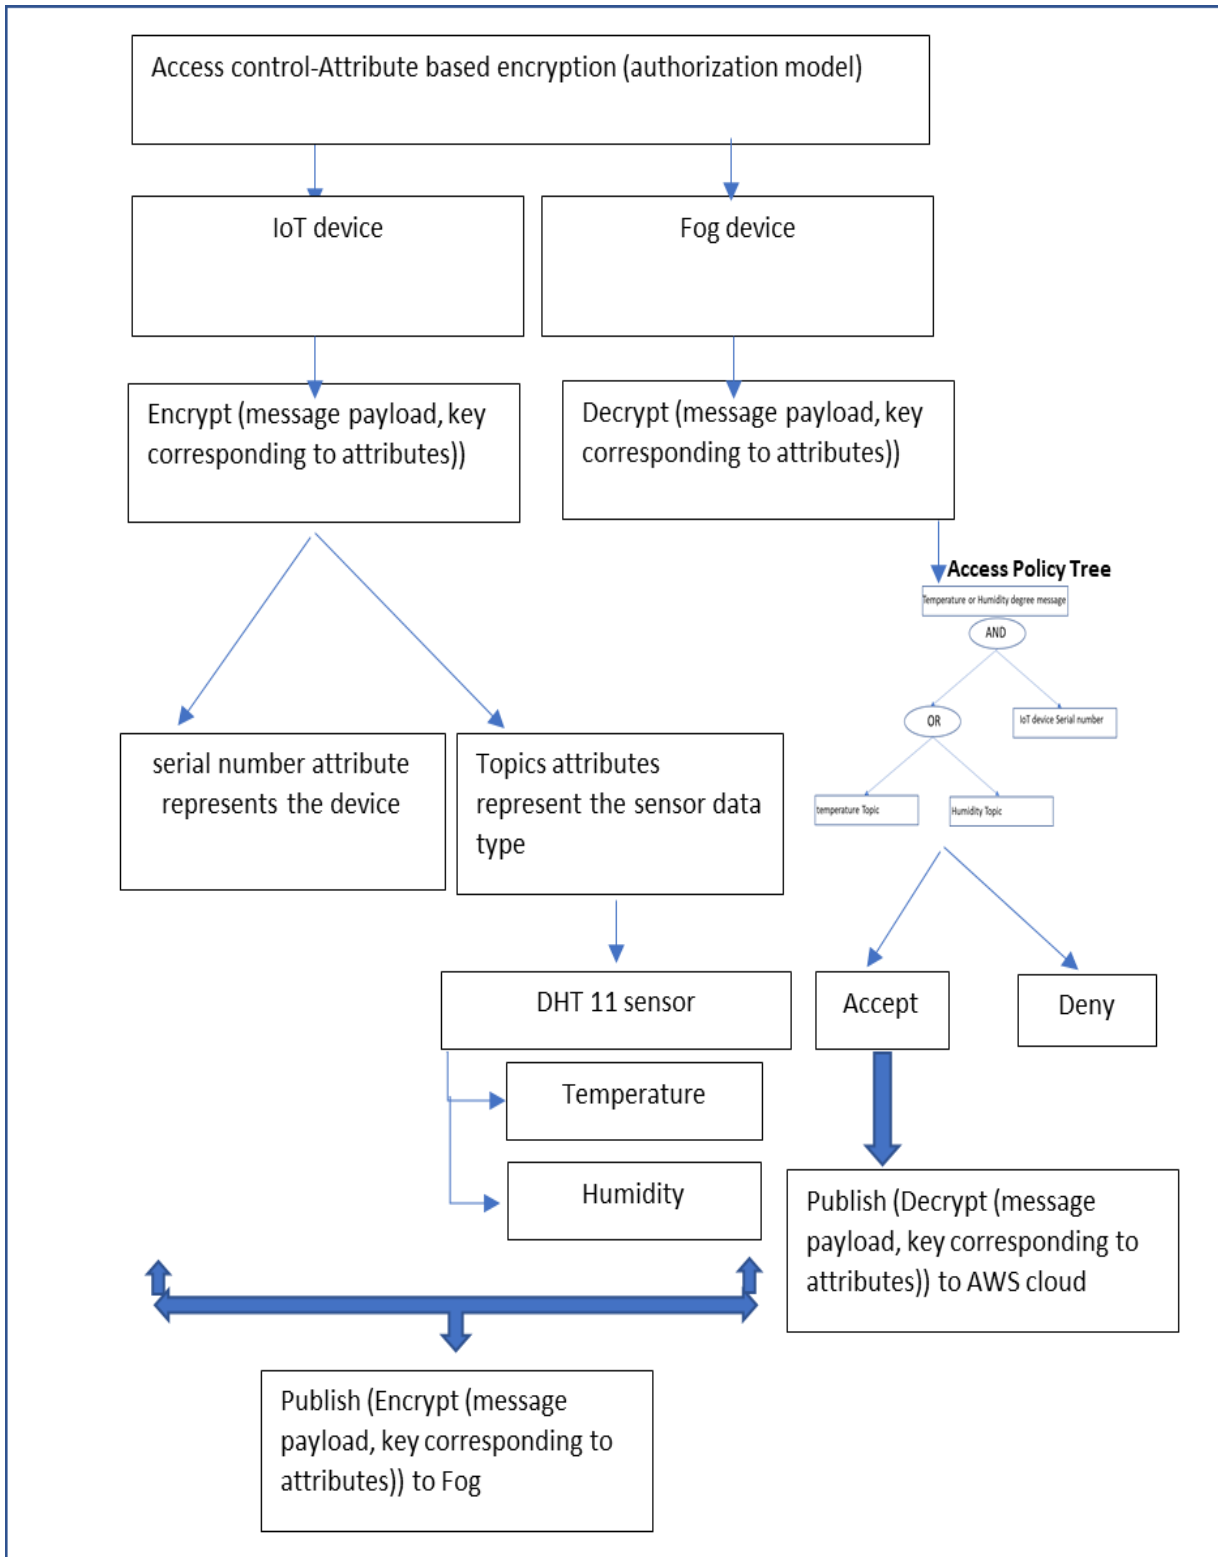 Access control-Attribute based encryption (authorization model)
IoT device
Fog device
Encrypt (message payload, key
corresponding to attributes))
Decrypt (message payload, key
corresponding to attributes))
Access Policy Tree
Temperature or Humidity degree message
AND
OR
IoT device Serial number
temperature Topic
Humidity Topic
serial number attribute
represents the device
Topics attributes
represent the sensor data
type
DHT 11 sensor
Temperature
Humidity
Accept
Deny
Publish (Decrypt (message
payload, key corresponding to
attributes)) to AWS cloud
Publish (Encrypt (message
payload, key corresponding to
attributes)) to Fog